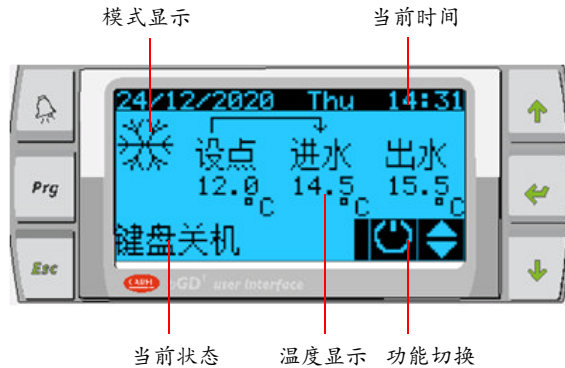 模式显示 当前时间
24/12/2020 Thu 14:31
设点 进水 出水
12.0°C 14.5°C 15.5°C
键盘关机
Prg
Esc
CAREL pGD¹ user interface
当前状态 温度显示 功能切换